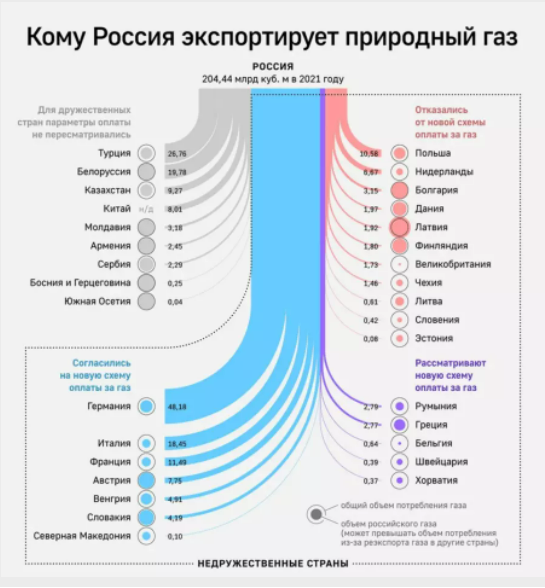 Кому Россия экспортирует природный газ
РОССИЯ
204,44 млрд куб. м в 2021 году
Для дружественных
стран параметры оплаты
не пересматривались
Турция 26,76
Белоруссия 19,78
Казахстан 9,27
Китай н/д 8,01
Молдавия 3,18
Армения 2,45
Сербия 2,29
Босния и Герцеговина 0,25
Южная Осетия 0,04
Отказались
от новой схемы
оплаты за газ
10,58 Польша
6,67 Нидерланды
3,15 Болгария
1,97 Дания
1,92 Латвия
1,80 Финляндия
1,73 Великобритания
1,46 Чехия
0,61 Литва
0,42 Словения
0,08 Эстония
Согласились
на новую схему
оплаты за газ
Германия 48,18
Италия 18,45
Франция 11,49
Австрия 7,75
Венгрия 4,91
Словакия 4,19
Северная Македония 0,10
Рассматривают
новую схему
оплаты за газ
2,79 Румыния
2,77 Греция
0,64 Бельгия
0,39 Швейцария
0,37 Хорватия
общий объем потребления газа
объем российского газа
(может превышать объем потребления
из-за реэкспорта газа в другие страны)
НЕДРУЖЕСТВЕННЫЕ СТРАНЫ